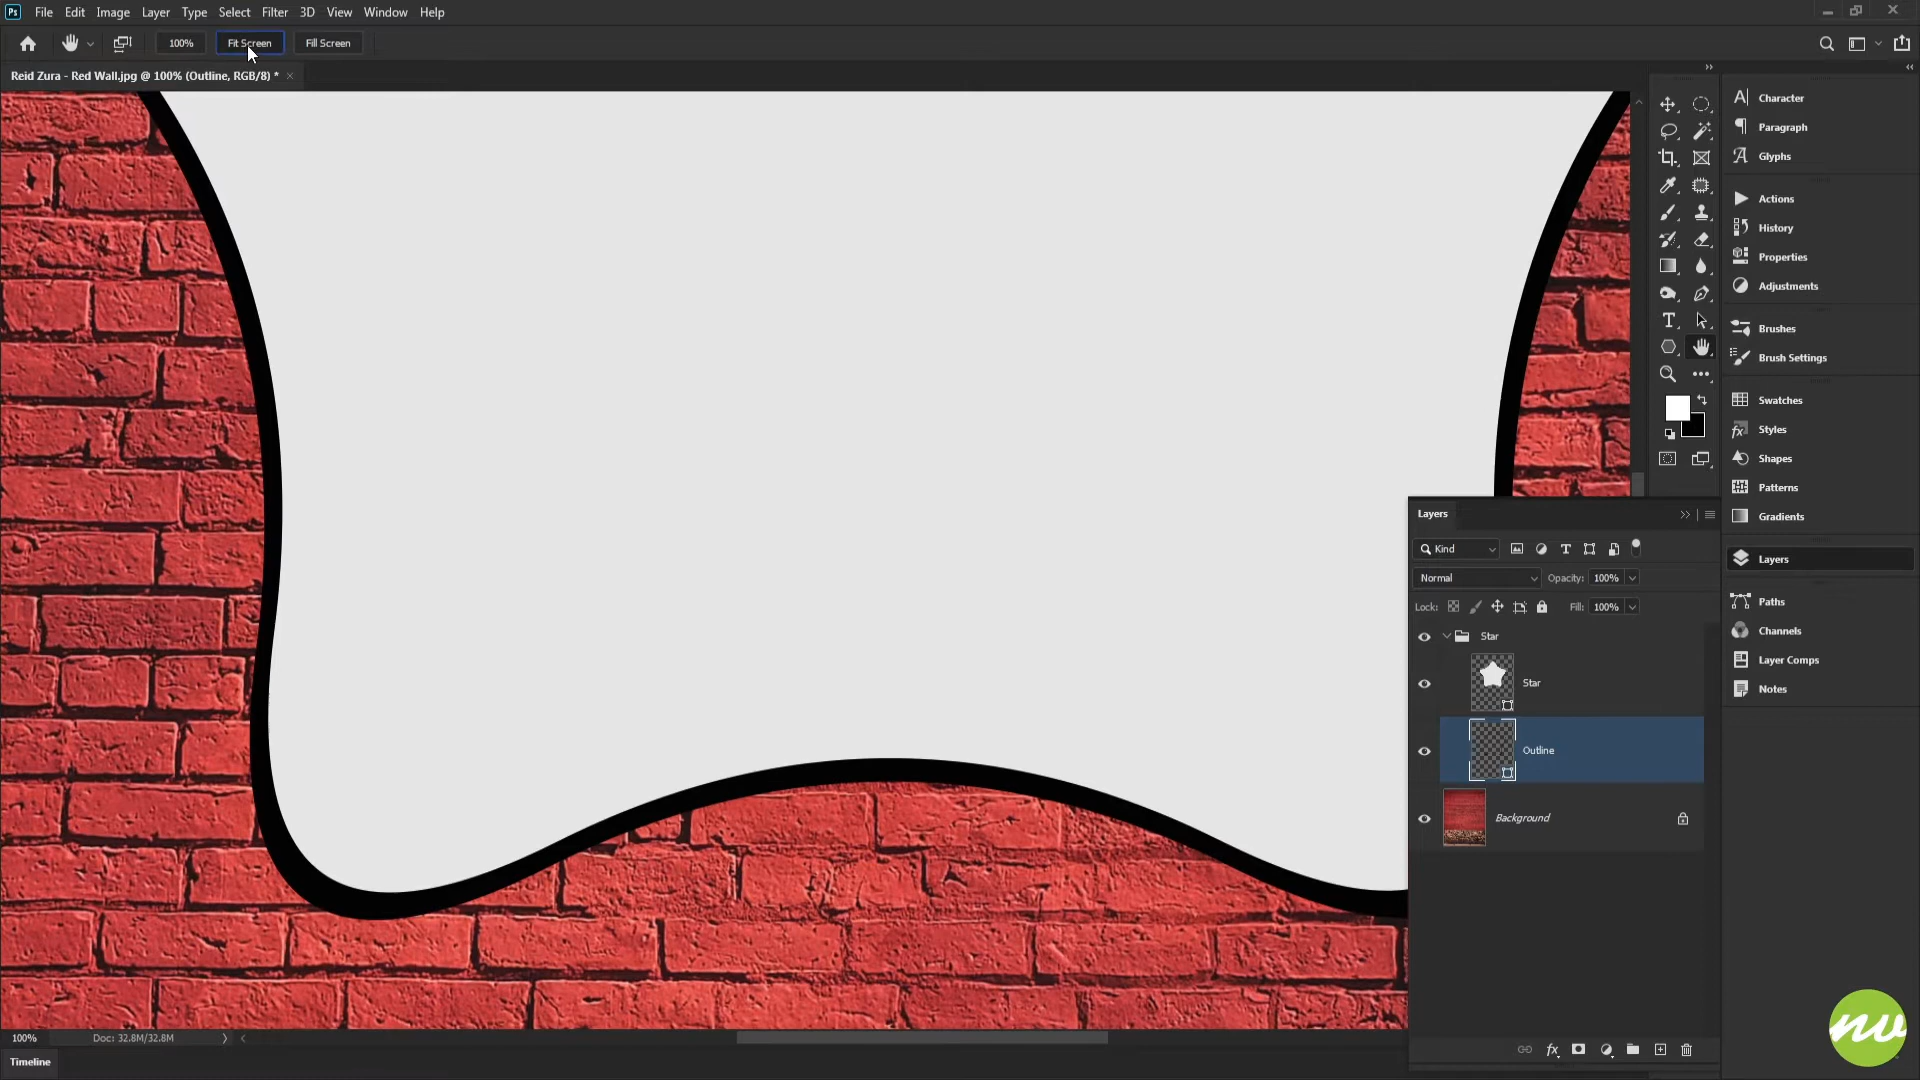 Ps File Edit Image Layer Type Select Filter 3D View Window Help
100% Fit Screen Fill Screen
Reid Zura - Red Wall.jpg @ 100% (Outline, RGB/8) *
Character
Paragraph
Glyphs
Actions
History
Properties
Adjustments
Brushes
Brush Settings
Swatches
Styles
Shapes
Patterns
Gradients
Layers
Paths
Channels
Layer Comps
Notes
Layers
Kind
Normal Opacity: 100%
Lock: Fill: 100%
Star
Star
Outline
Background
fx
100% Doc: 32.8M/32.8M
Timeline
nv